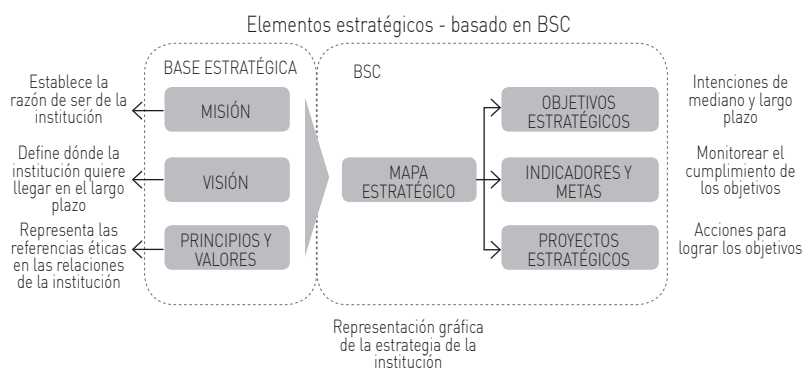 Elementos estratégicos - basado en BSC
BASE ESTRATÉGICA
Establece la
razón de ser de la
institución
MISIÓN
Define dónde la
institución quiere
llegar en el largo
plazo
VISIÓN
Representa las
referencias éticas
en las relaciones
de la institución
PRINCIPIOS Y
VALORES
BSC
MAPA
ESTRATÉGICO
OBJETIVOS
ESTRATÉGICOS
Intenciones de
mediano y largo
plazo
INDICADORES Y
METAS
Monitorear el
cumplimiento de
los objetivos
PROYECTOS
ESTRATÉGICOS
Acciones para
lograr los objetivos
Representación gráfica
de la estrategia de la
institución